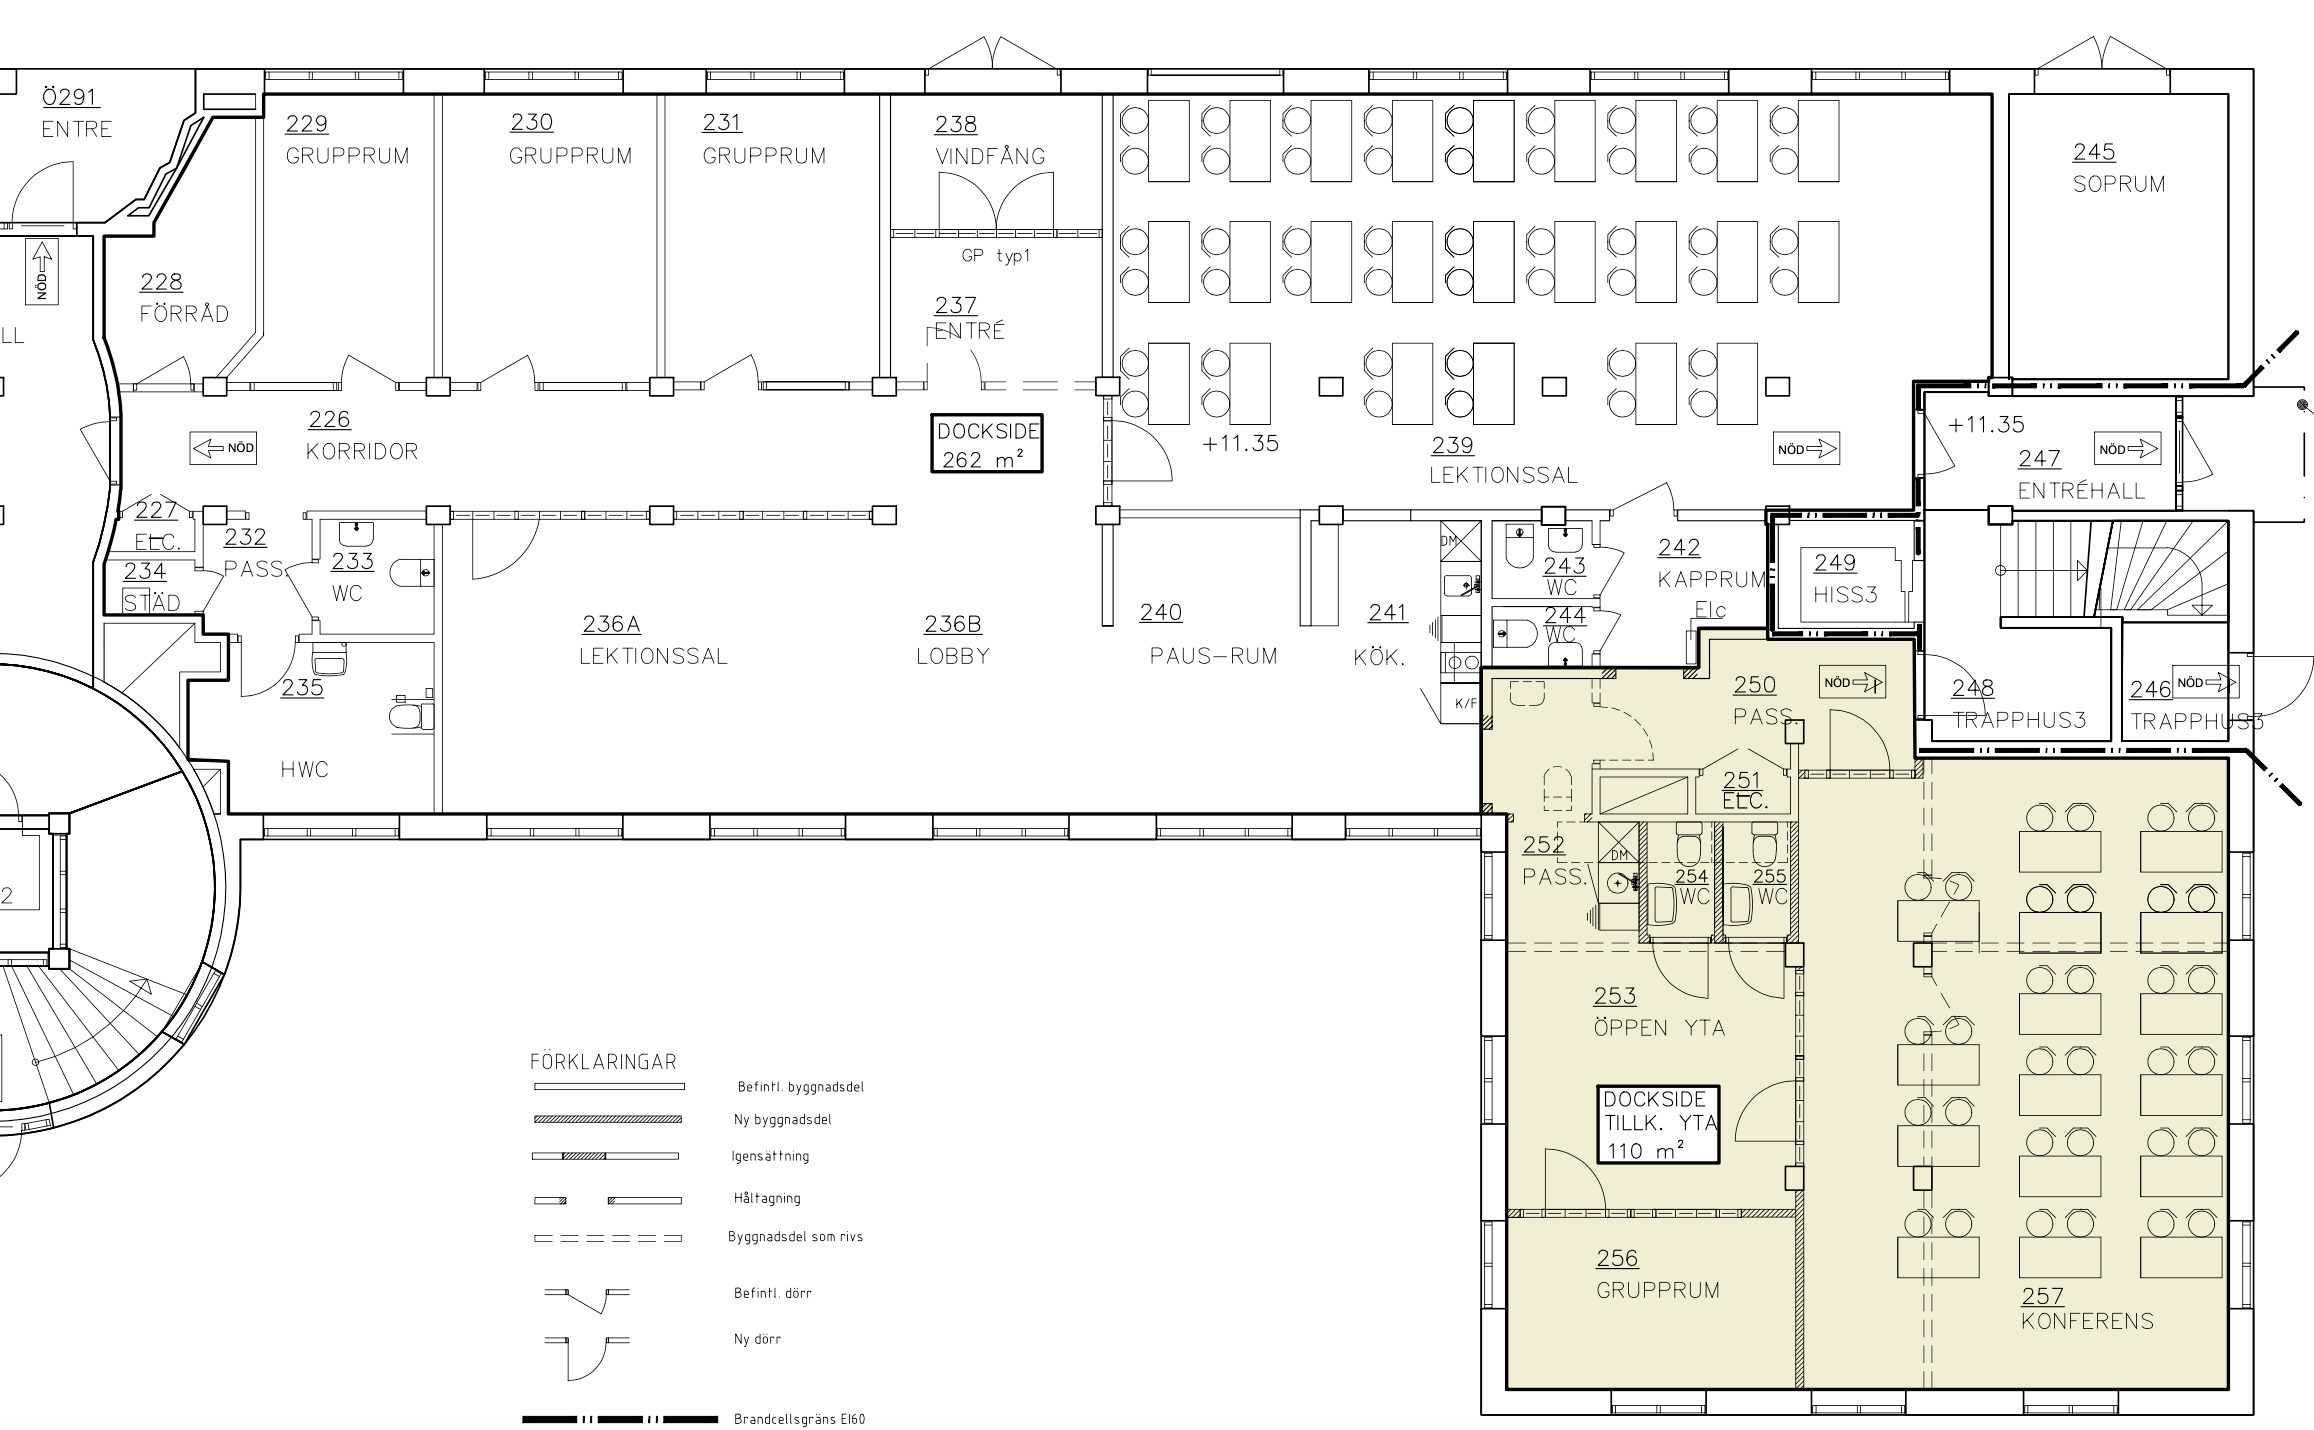 Ö291
ENTRE
229
GRUPPRUM
230
GRUPPRUM
231
GRUPPRUM
238
VINDFÅNG
GP typ1
245
SOPRUM
NÖD
LL
228
FÖRRÅD
237
ENTRÉ
226
KORRIDOR
NÖD
DOCKSIDE
262 m²
+11.35
239
LEKTIONSSAL
NÖD
+11.35
NÖD
247
ENTRÉHALL
227
ELC.
232
PASS.
233
WC
234
STÄD
235
HWC
236A
LEKTIONSSAL
236B
LOBBY
240
PAUS-RUM
241
KÖK.
DM
K/F
243
WC
244
WC
242
KAPPRUM
Elc
249
HISS3
250
PASS.
NÖD
248
TRAPPHUS3
246
TRAPPHUS3
NÖD
251
ELC.
252
PASS.
DM
254
WC
255
WC
2
253
ÖPPEN YTA
DOCKSIDE
TILLK. YTA
110 m²
256
GRUPPRUM
257
KONFERENS
FÖRKLARINGAR
Befintl. byggnadsdel
Ny byggnadsdel
Igensättning
Håltagning
Byggnadsdel som rivs
Befintl. dörr
Ny dörr
Brandcellsgräns EI60